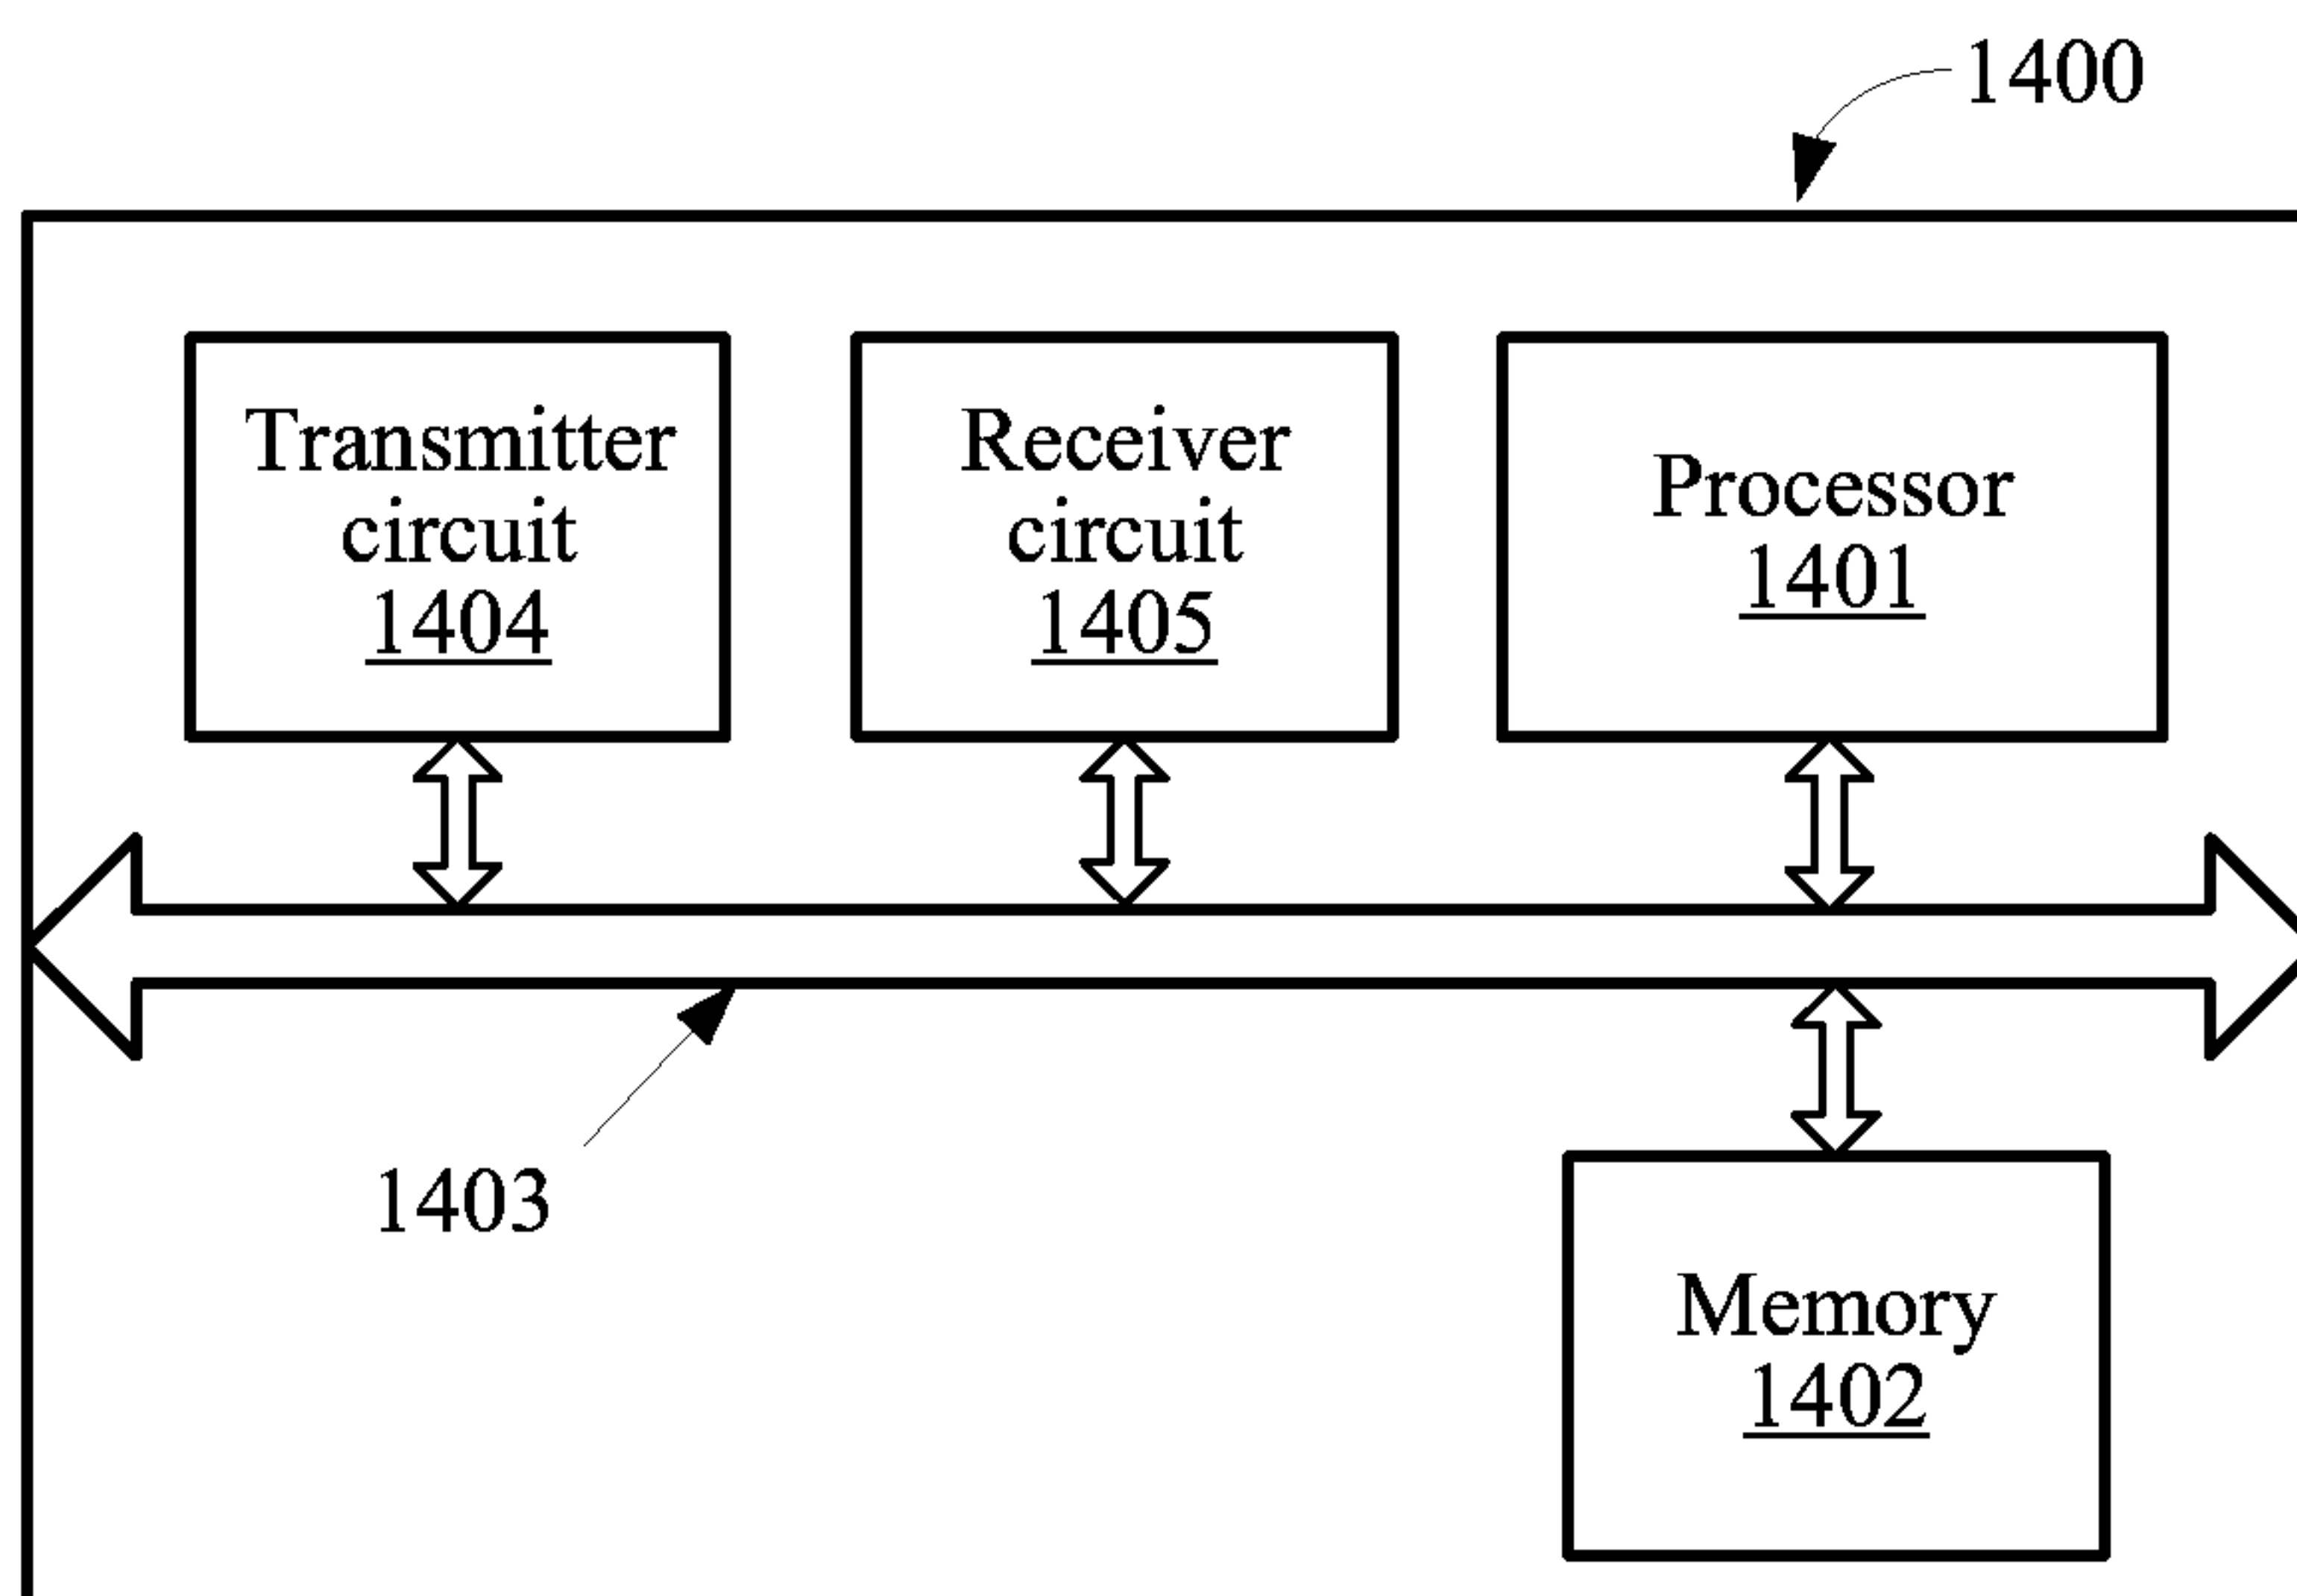 1400
Transmitter
circuit
1404
Receiver
circuit
1405
Processor
1401
1403
Memory
1402